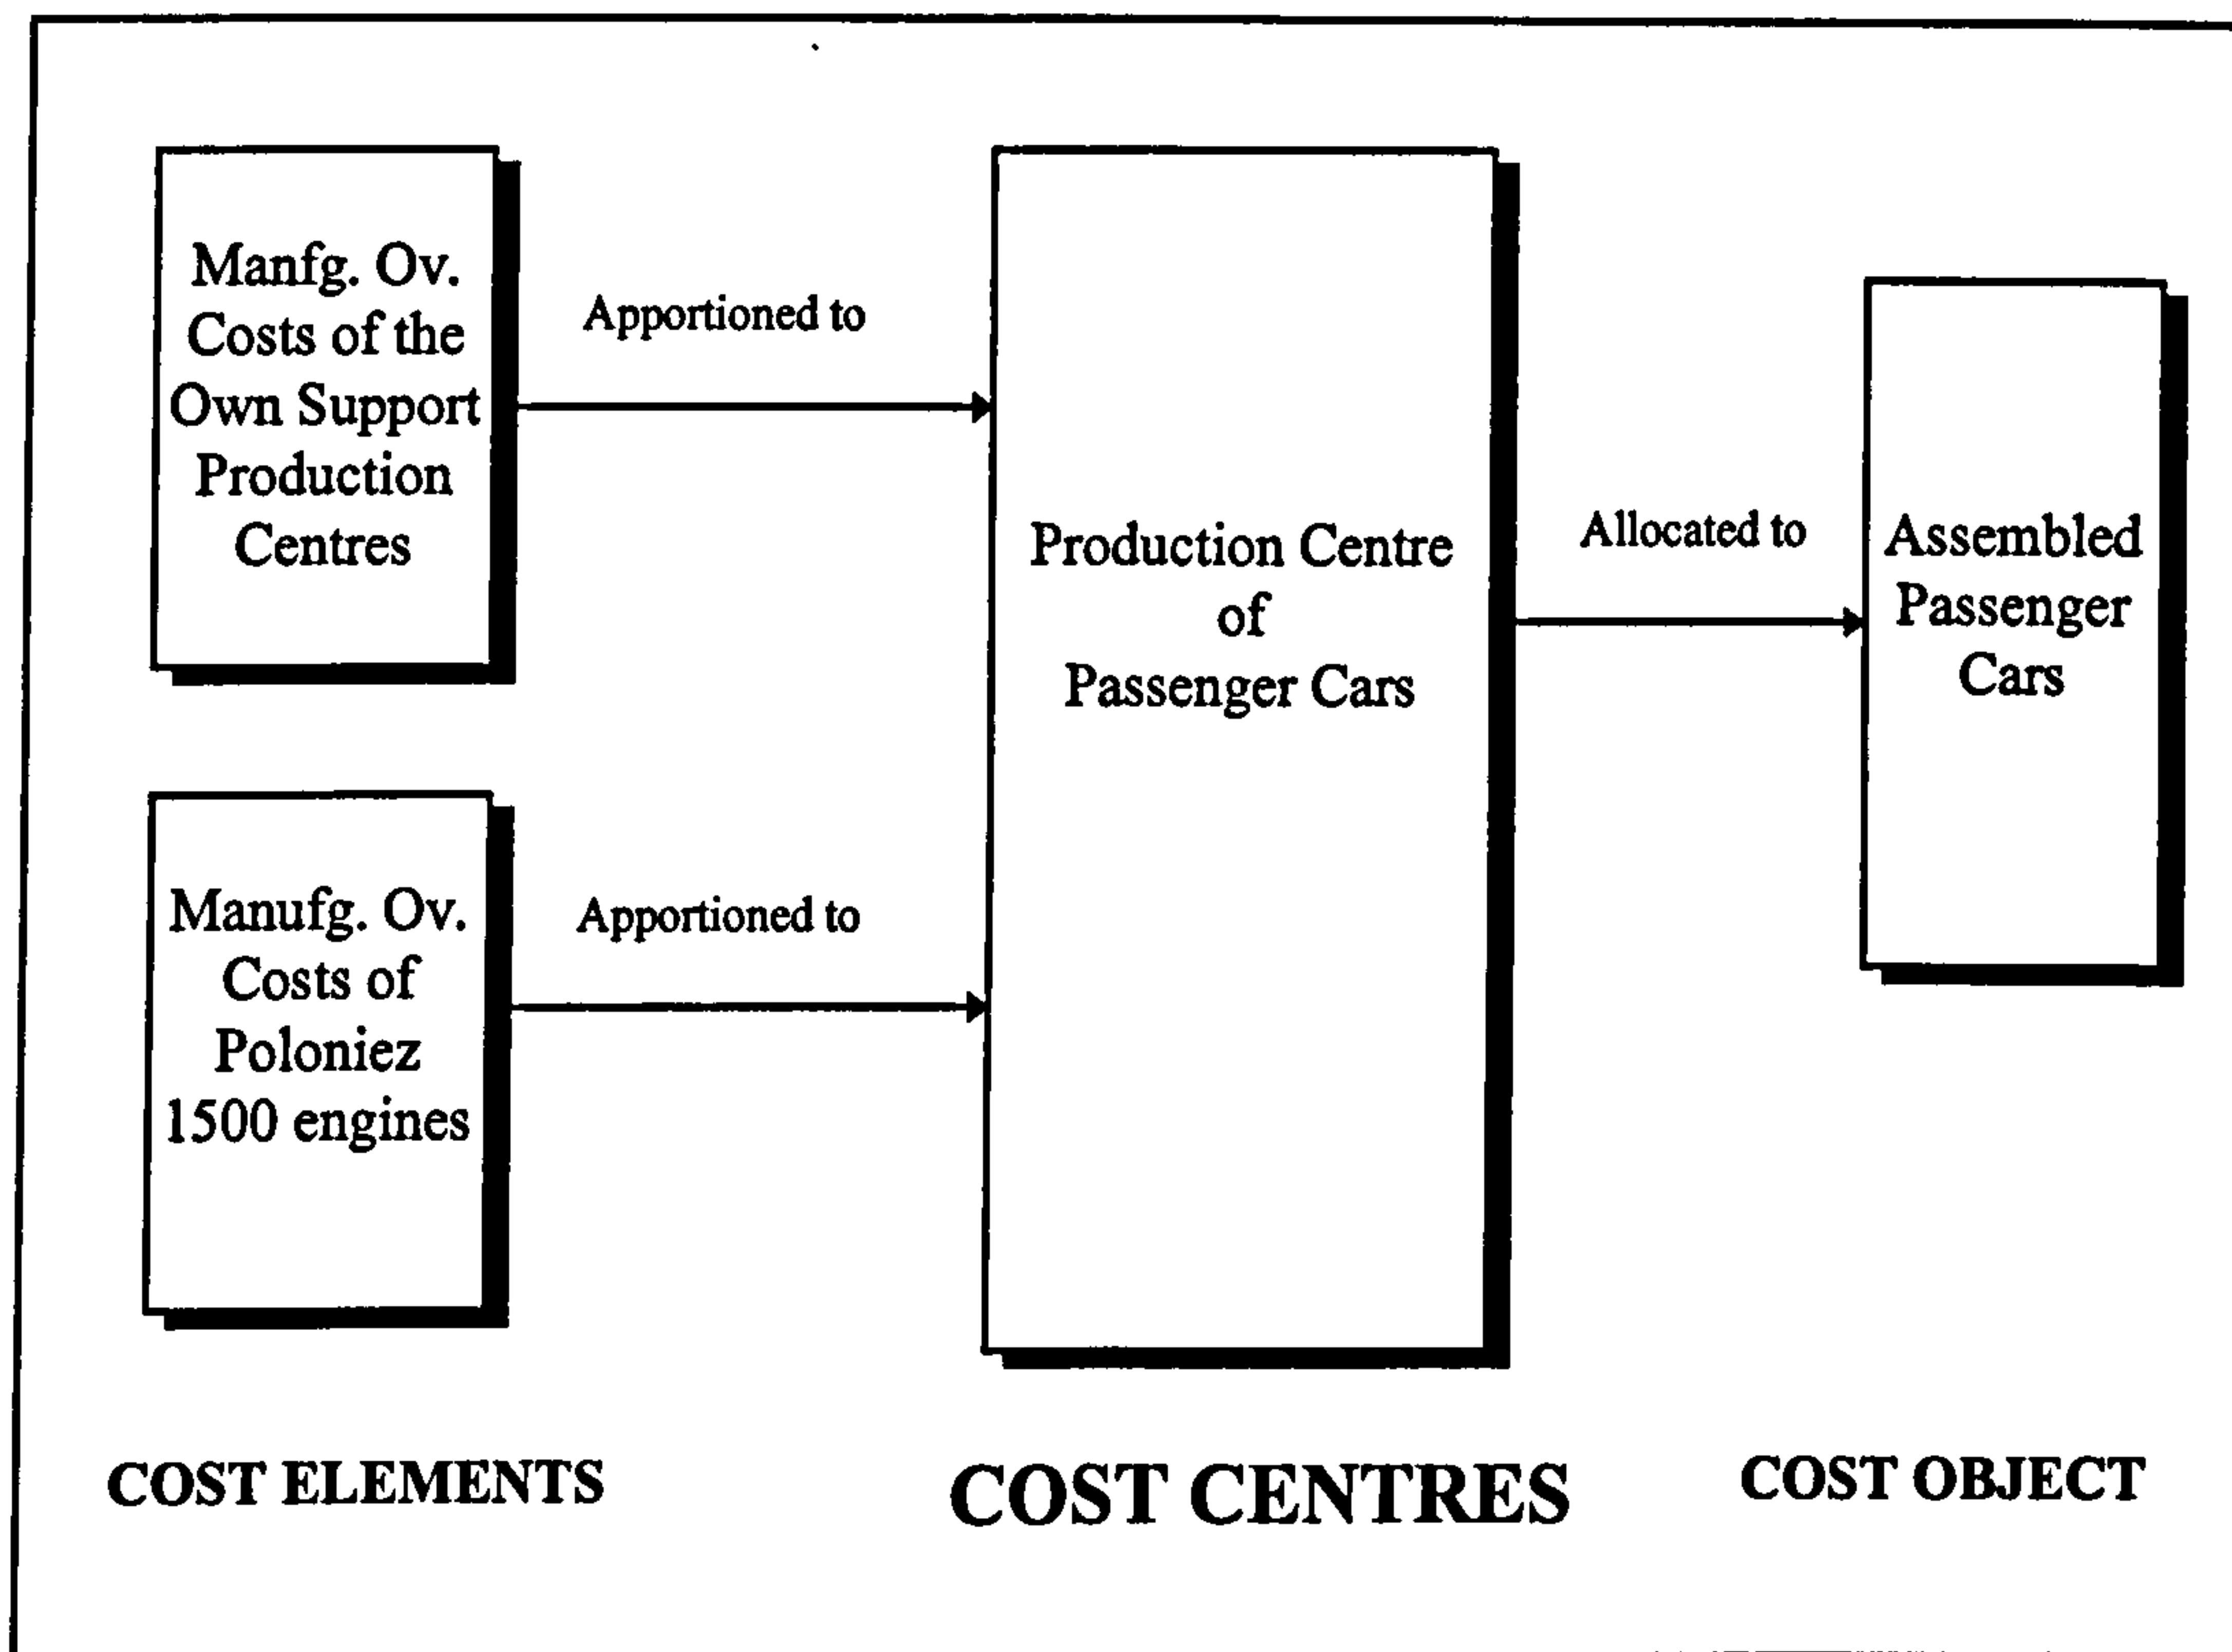 Manfg. Ov.
Costs of the
Own Support
Production
Centres
Apportioned to
Manufg. Ov.
Costs of
Poloniez
1500 engines
Apportioned to
Production Centre
of
Passenger Cars
Allocated to
Assembled
Passenger
Cars
COST ELEMENTS
COST CENTRES
COST OBJECT